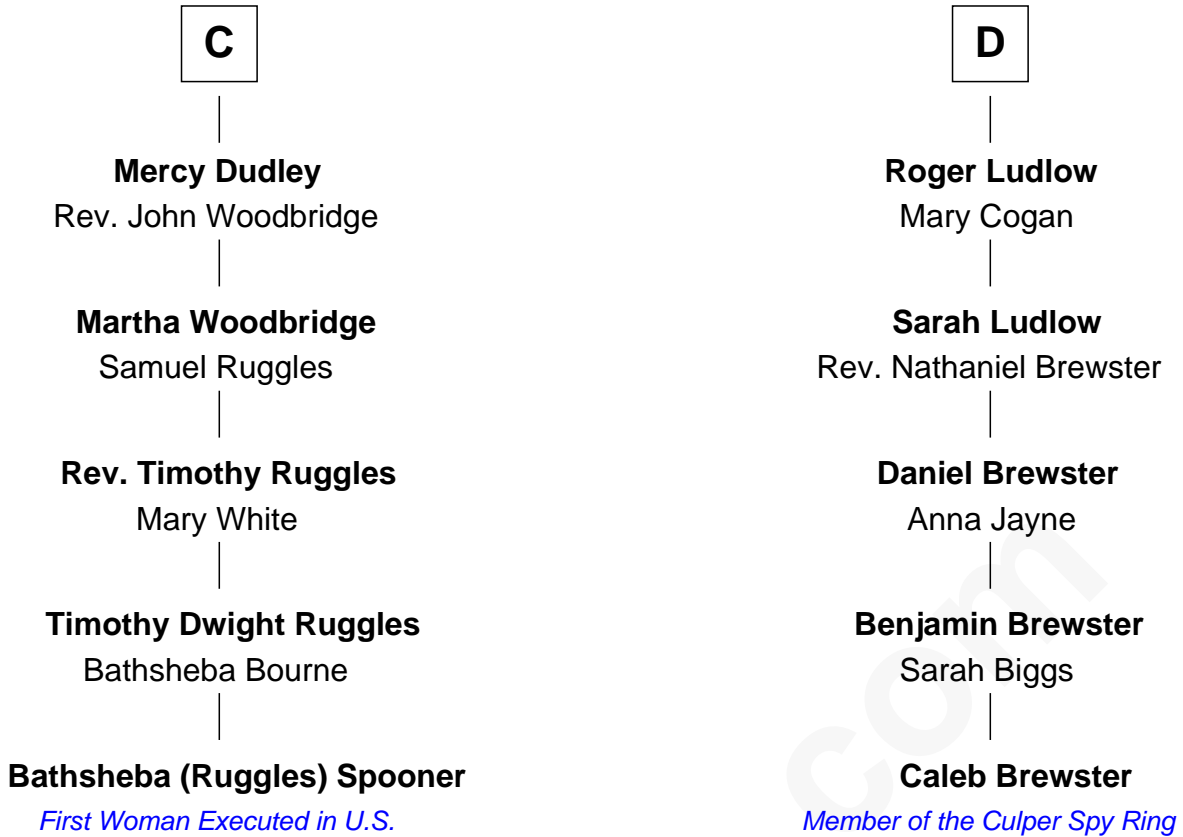 C
Mercy Dudley
Rev. John Woodbridge
Martha Woodbridge
Samuel Ruggles
Rev. Timothy Ruggles
Mary White
Timothy Dwight Ruggles
Bathsheba Bourne
Bathsheba (Ruggles) Spooner
First Woman Executed in U.S.
D
Roger Ludlow
Mary Cogan
Sarah Ludlow
Rev. Nathaniel Brewster
Daniel Brewster
Anna Jayne
Benjamin Brewster
Sarah Biggs
Caleb Brewster
Member of the Culper Spy Ring
com